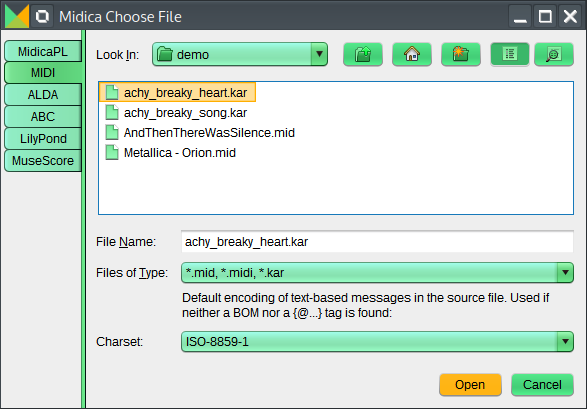 Midica Choose File
MidicaPL
MIDI
ALDA
ABC
LilyPond
MuseScore
Look In:
demo
achy_breaky_heart.kar
achy_breaky_song.kar
AndThenThereWasSilence.mid
Metallica - Orion.mid
File Name:
achy_breaky_heart.kar
Files of Type:
*.mid, *.midi, *.kar
Default encoding of text-based messages in the source file. Used if
neither a BOM nor a {@...} tag is found:
Charset:
ISO-8859-1
Open
Cancel